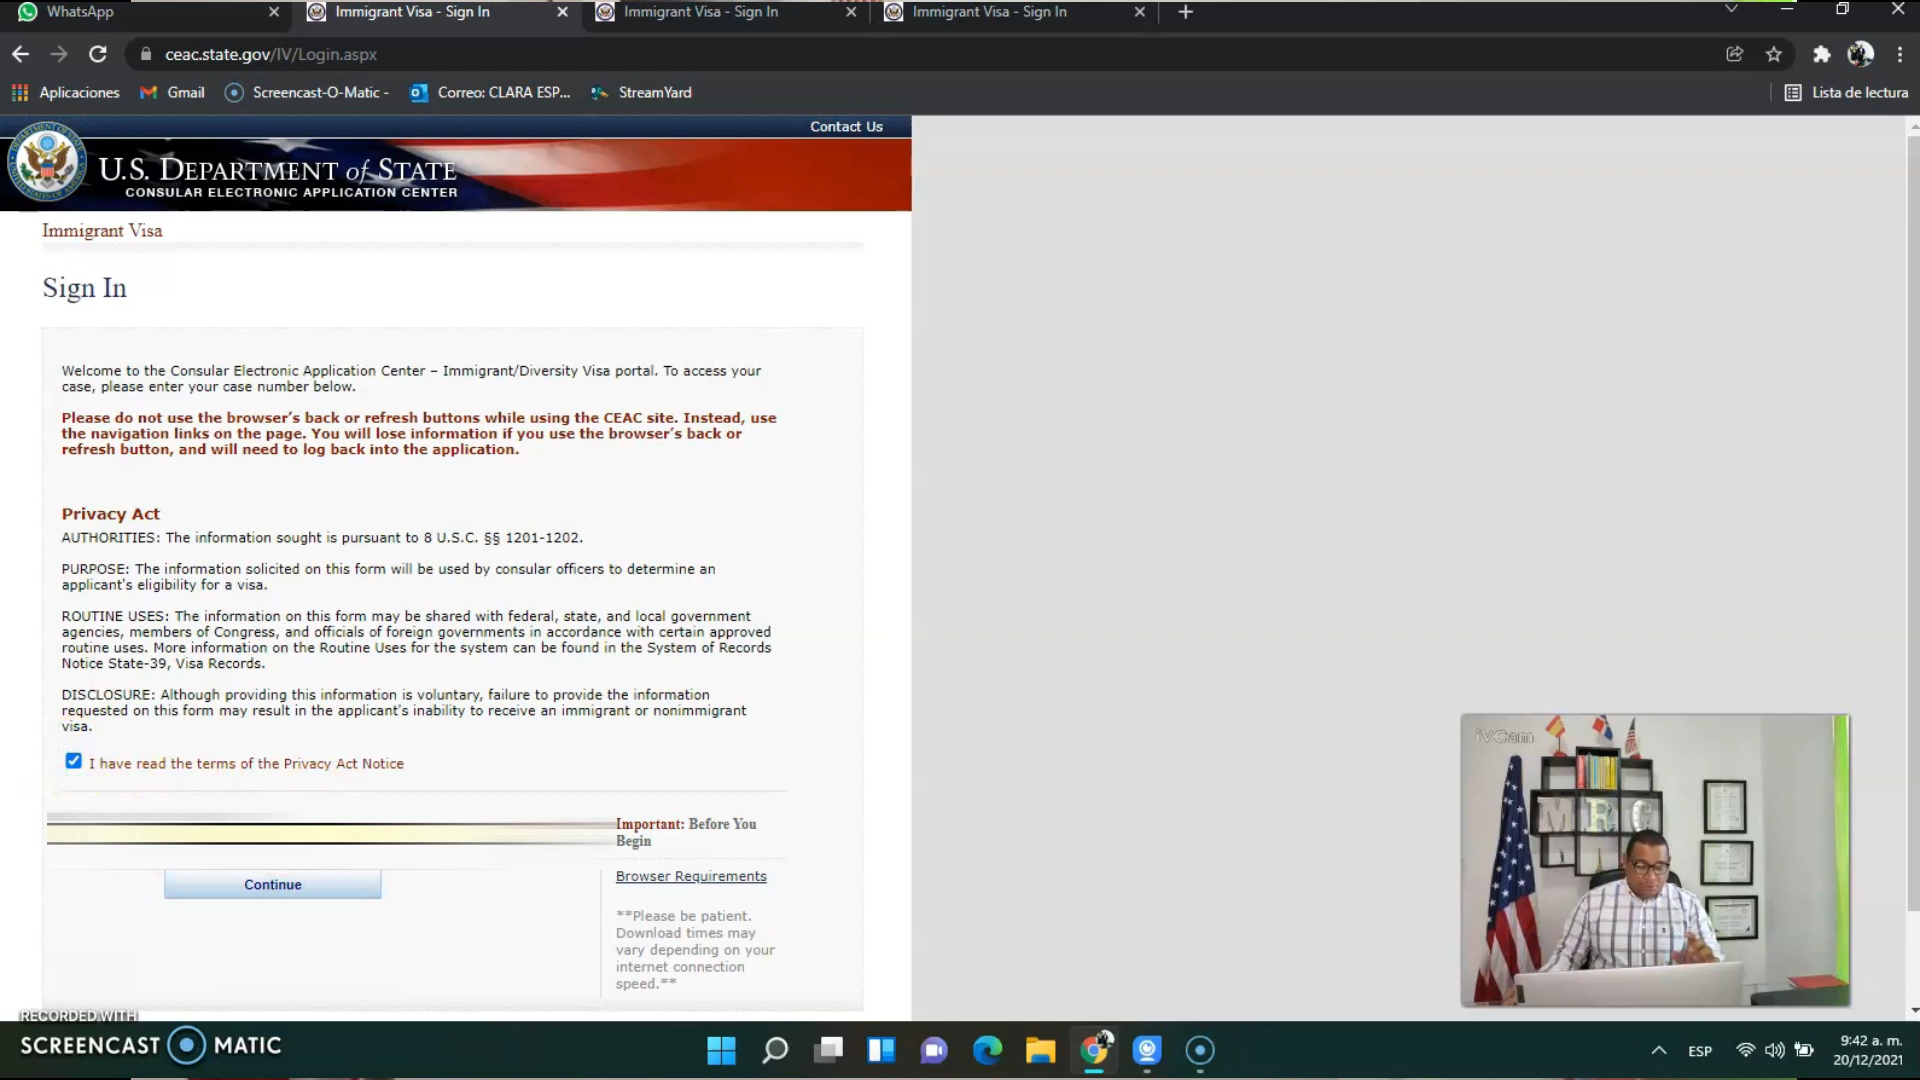 WhatsApp
Immigrant Visa - Sign In
Immigrant Visa - Sign In
Immigrant Visa - Sign In
ceac.state.gov/IV/Login.aspx
Aplicaciones
Gmail
Screencast-O-Matic -
Correo: CLARA ESP...
StreamYard
Lista de lectura
Contact Us
U.S. DEPARTMENT of STATE
CONSULAR ELECTRONIC APPLICATION CENTER
Immigrant Visa
Sign In
Welcome to the Consular Electronic Application Center – Immigrant/Diversity Visa portal. To access your
case, please enter your case number below.
Please do not use the browser’s back or refresh buttons while using the CEAC site. Instead, use
the navigation links on the page. You will lose information if you use the browser’s back or
refresh button, and will need to log back into the application.
Privacy Act
AUTHORITIES: The information sought is pursuant to 8 U.S.C. §§ 1201-1202.
PURPOSE: The information solicited on this form will be used by consular officers to determine an
applicant's eligibility for a visa.
ROUTINE USES: The information on this form may be shared with federal, state, and local government
agencies, members of Congress, and officials of foreign governments in accordance with certain approved
routine uses. More information on the Routine Uses for the system can be found in the System of Records
Notice State-39, Visa Records.
DISCLOSURE: Although providing this information is voluntary, failure to provide the information
requested on this form may result in the applicant's inability to receive an immigrant or nonimmigrant
visa.
I have read the terms of the Privacy Act Notice
Important: Before You
Begin
Continue
Browser Requirements
**Please be patient.
Download times may
vary depending on your
internet connection
speed.**
iVCam
M R C
RECORDED WITH
SCREENCAST MATIC
ESP
9:42 a. m.
20/12/2021